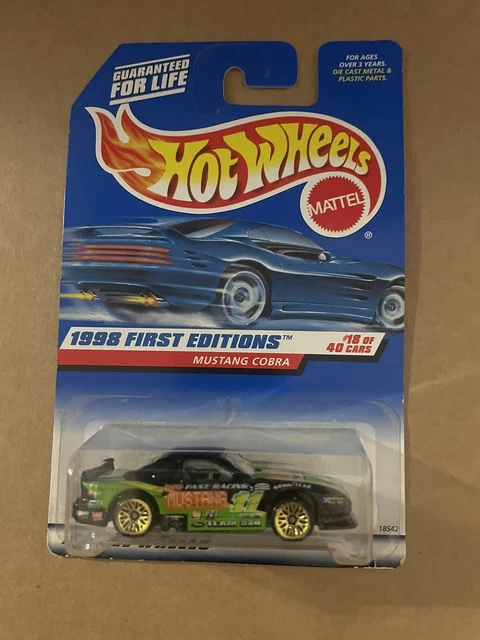 GUARANTEED
FOR LIFE
FOR AGES
OVER 3 YEARS.
DIE CAST METAL &
PLASTIC PARTS.
HOT WHEELS
MATTEL
®
1998 FIRST EDITIONS™
#18 OF
40 CARS
MUSTANG COBRA
FAST RACING
MUSTANG 11
TEAM
18542